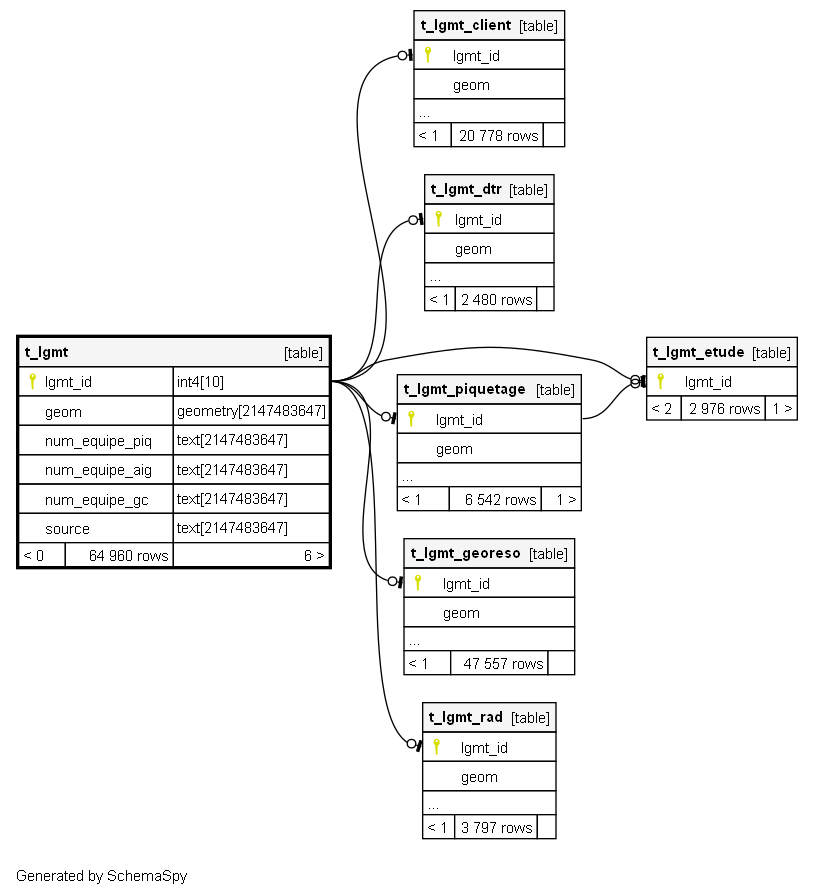 t_lgmt_client [table]
lgmt_id
geom
...
< 1 20 778 rows
t_lgmt_dtr [table]
lgmt_id
geom
...
< 1 2 480 rows
t_lgmt [table]
lgmt_id int4[10]
geom geometry[2147483647]
num_equipe_piq text[2147483647]
num_equipe_aig text[2147483647]
num_equipe_gc text[2147483647]
source text[2147483647]
< 0 64 960 rows 6 >
t_lgmt_etude [table]
lgmt_id
< 2 2 976 rows 1 >
t_lgmt_piquetage [table]
lgmt_id
geom
...
< 1 6 542 rows 1 >
t_lgmt_georeso [table]
lgmt_id
geom
...
< 1 47 557 rows
t_lgmt_rad [table]
lgmt_id
geom
...
< 1 3 797 rows
Generated by SchemaSpy